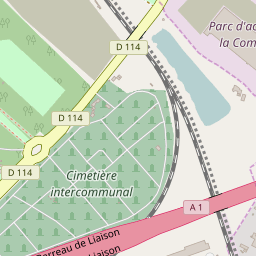 Parc d'ac
la Com
D 114
D 114
D 114
Cimetière
intercommunal
A 1
Barreau de Liaison
Liaison